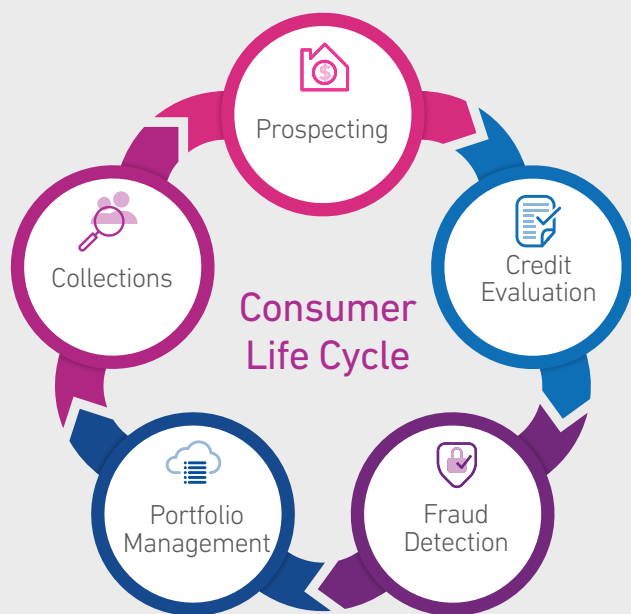 Prospecting
Credit
Evaluation
Fraud
Detection
Portfolio
Management
Collections
Consumer
Life Cycle
$